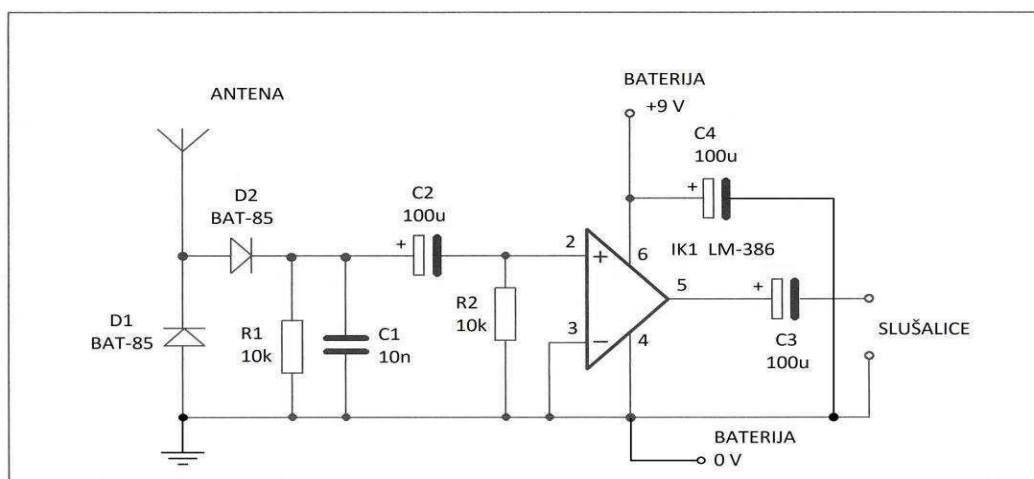 ANTENA
BATERIJA
+9 V
C4
100u
+
D2
BAT-85
C2
100u
+
2
+
6
IK1 LM-386
5
+
D1
BAT-85
R1
10k
C1
10n
R2
10k
3
−
4
C3
100u
SLUŠALICE
BATERIJA
0 V